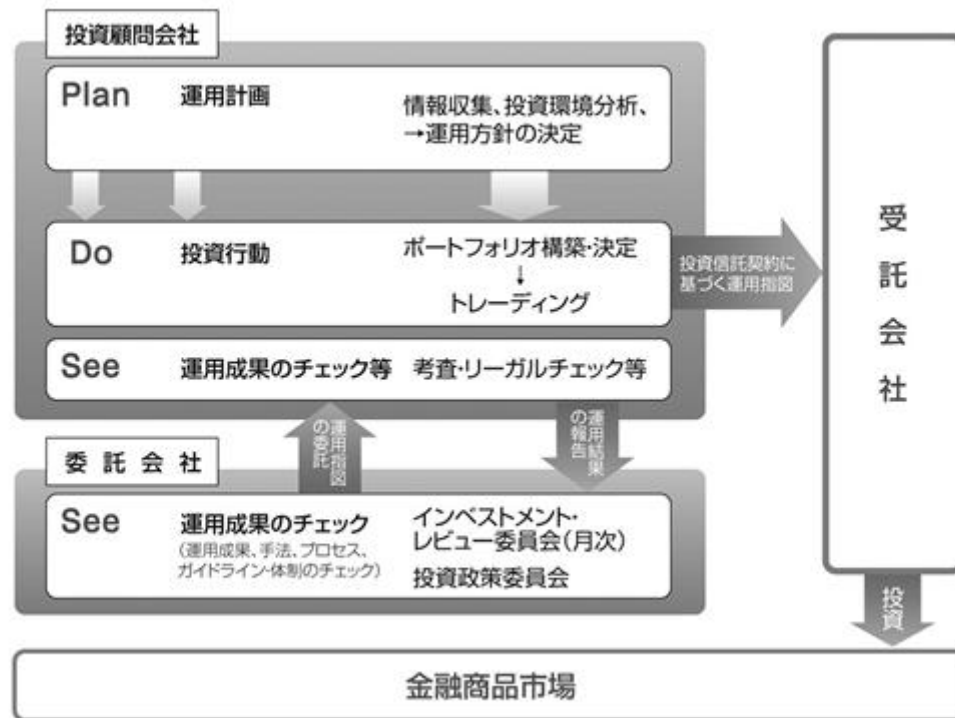 投資顧問会社
Plan 運用計画 情報収集、投資環境分析、
→運用方針の決定
Do 投資行動 ポートフォリオ構築・決定
↓
トレーディング
投資信託契約に
基づく運用指図
See 運用成果のチェック等 考査・リーガルチェック等
運用指図
の委託
運用結果
の報告
委託会社
See 運用成果のチェック
(運用成果、手法、プロセス、
ガイドライン・体制のチェック)
インベストメント・
レビュー委員会(月次)
投資政策委員会
受託会社
投資
金融商品市場